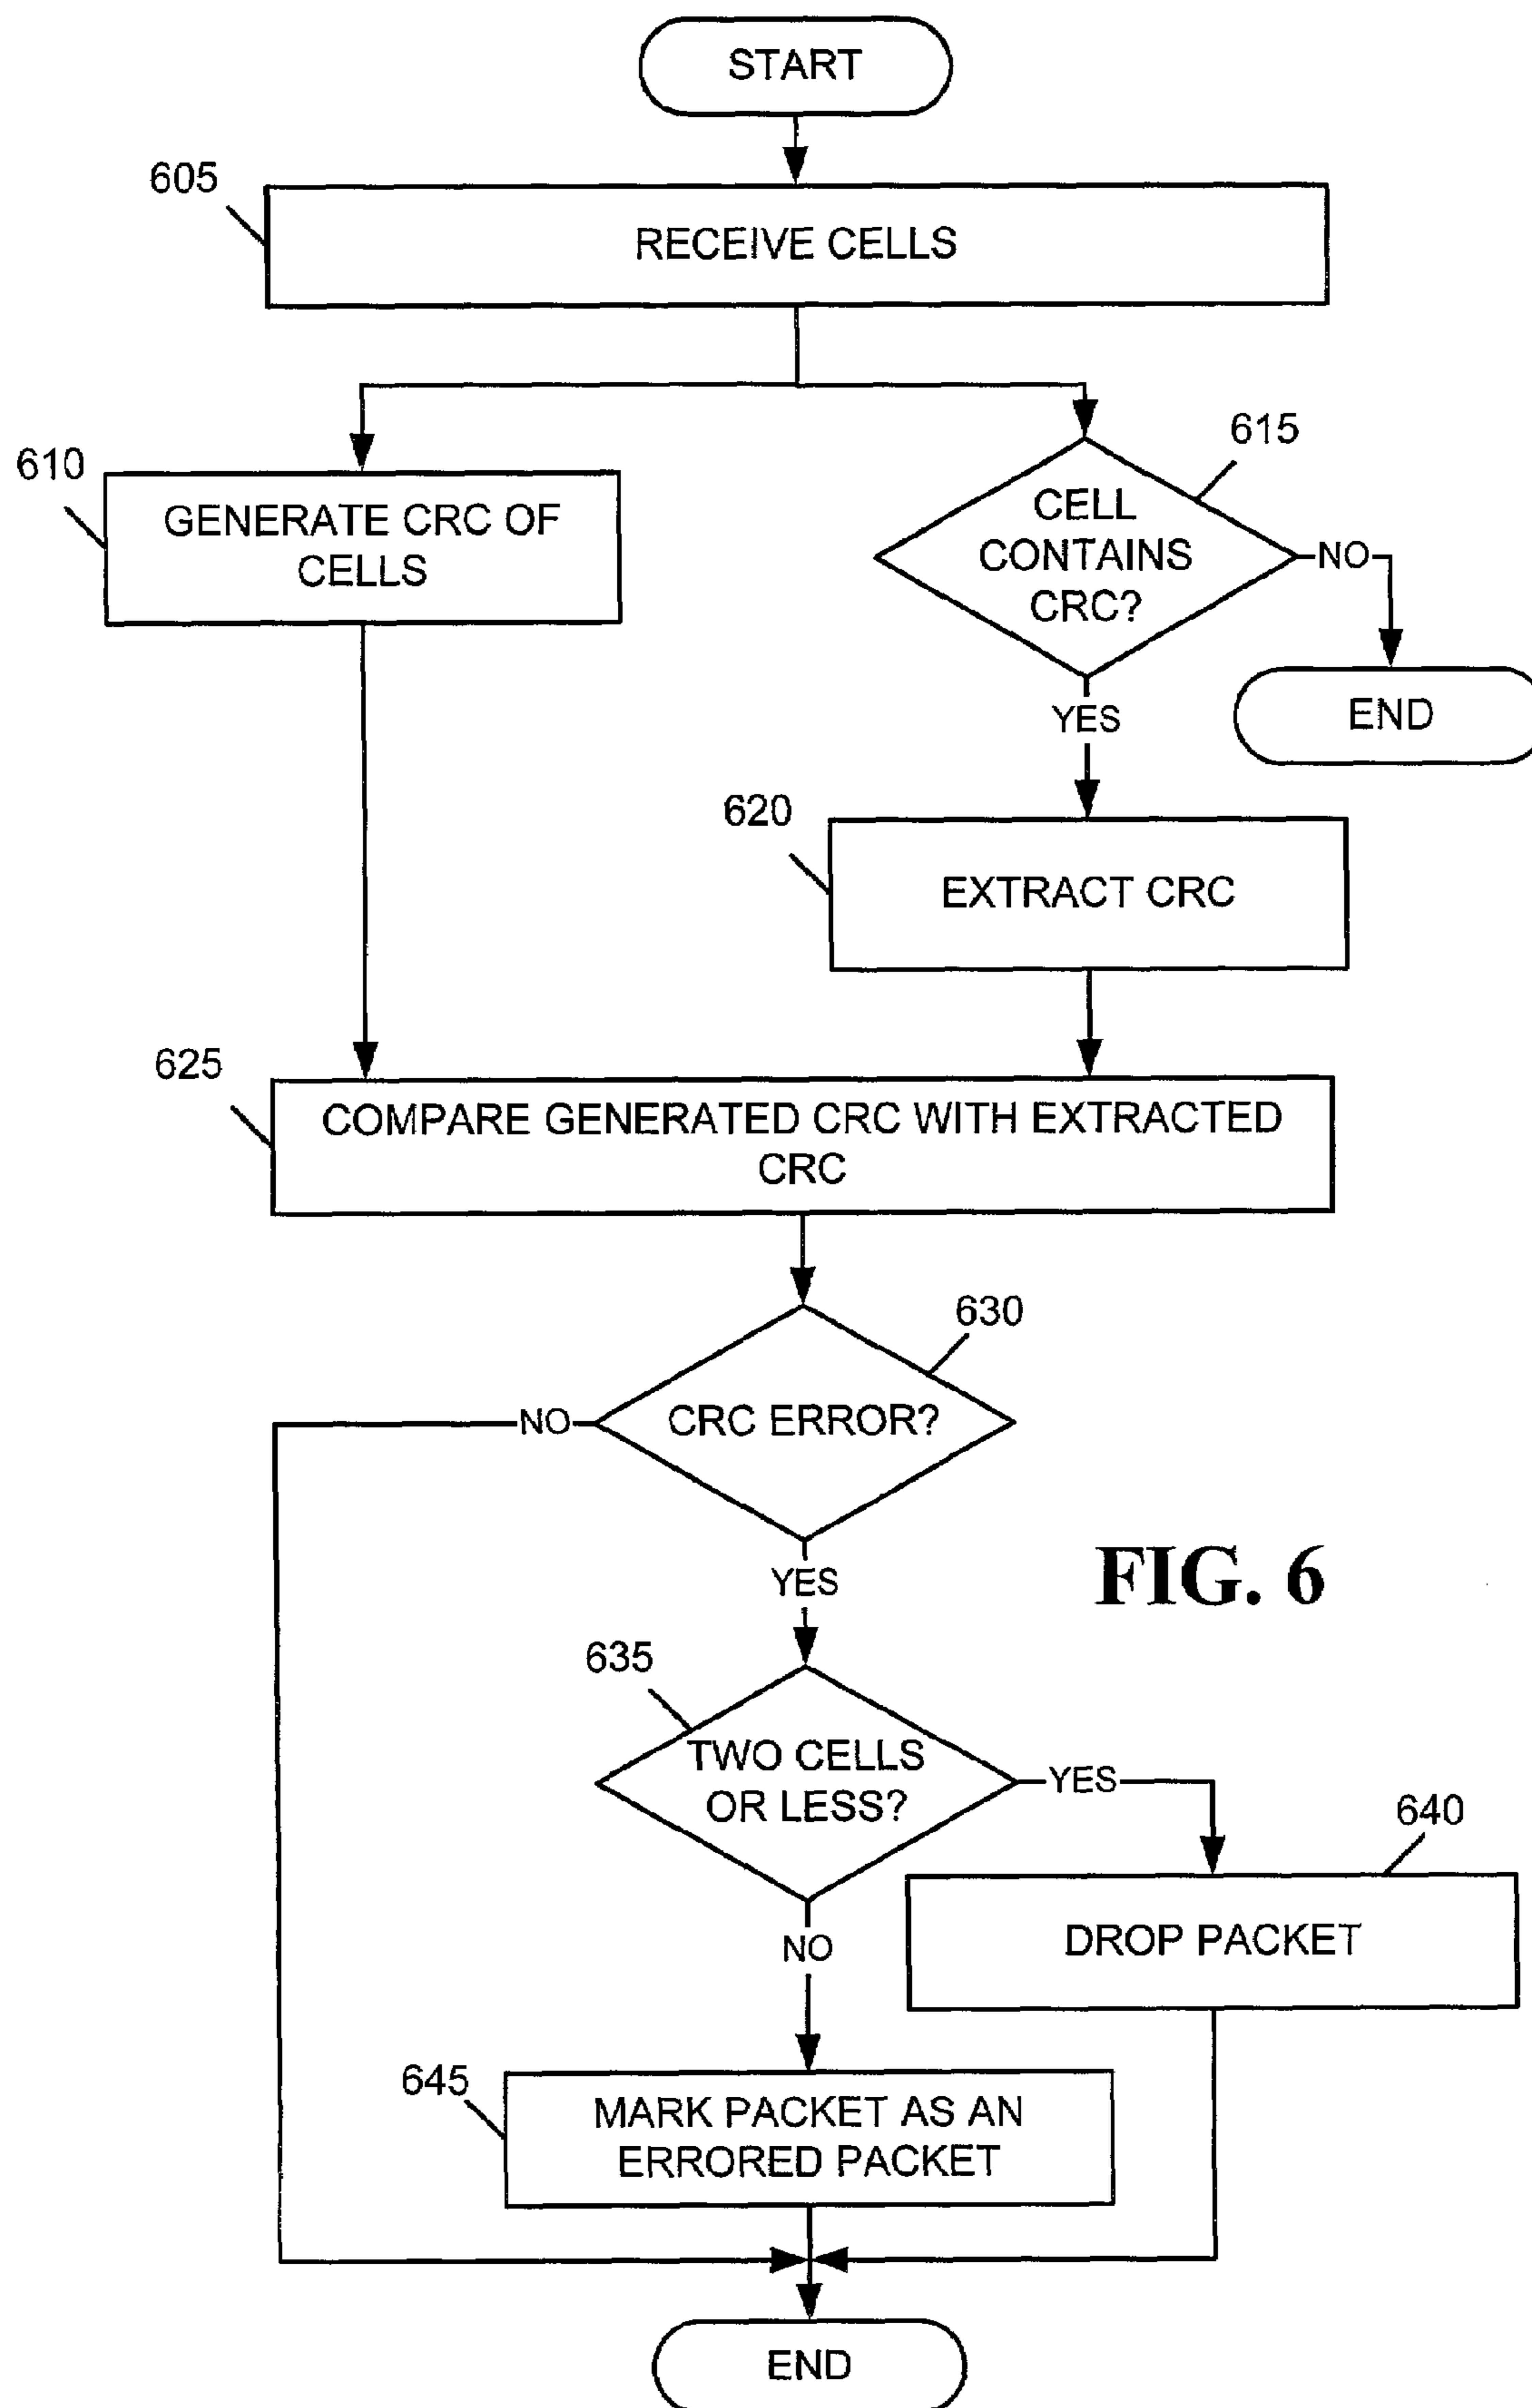 START
605
RECEIVE CELLS
610
GENERATE CRC OF
CELLS
615
CELL
CONTAINS
CRC?
NO
YES
END
620
EXTRACT CRC
625
COMPARE GENERATED CRC WITH EXTRACTED
CRC
630
CRC ERROR?
NO
YES
FIG. 6
635
TWO CELLS
OR LESS?
YES
640
DROP PACKET
NO
645
MARK PACKET AS AN
ERRORED PACKET
END